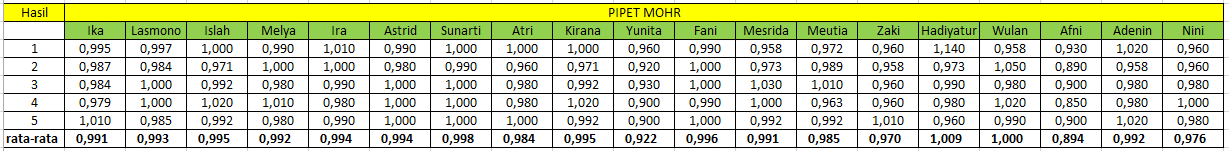 Hasil PIPET MOHR
Ika Lasmono Islah Melya Ira Astrid Sunarti Atri Kirana Yunita Fani Mesrida Meutia Zaki Hadiyatur Wulan Afni Adenin Nini
1 0,995 0,997 1,000 0,990 1,010 0,990 1,000 1,000 1,000 0,960 0,990 0,958 0,972 0,960 1,140 0,958 0,930 1,020 0,960
2 0,987 0,984 0,971 1,000 1,000 0,980 0,990 0,960 0,971 0,920 1,000 0,973 0,989 0,958 0,973 1,050 0,890 0,958 0,960
3 0,984 1,000 0,992 0,980 0,990 1,000 1,000 0,980 0,992 0,930 1,000 1,030 1,010 0,960 0,990 0,980 0,900 0,980 0,980
4 0,979 1,000 1,020 1,010 0,980 1,000 1,000 0,980 1,020 0,900 0,990 1,000 0,963 0,960 0,980 1,020 0,850 0,980 1,000
5 1,010 0,985 0,992 0,980 0,990 1,000 1,000 1,000 0,992 0,900 1,000 0,992 0,992 1,010 0,960 0,990 0,900 1,020 0,980
rata-rata 0,991 0,993 0,995 0,992 0,994 0,994 0,998 0,984 0,995 0,922 0,996 0,991 0,985 0,970 1,009 1,000 0,894 0,992 0,976